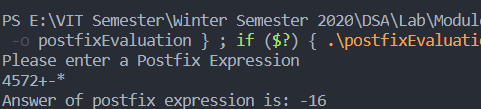 PS E:\VIT Semester\Winter Semester 2020\DSA\Lab\Modul
-o postfixEvaluation } ; if ($?) { .\postfixEvaluati
Please enter a Postfix Expression
4572+-*
Answer of postfix expression is: -16